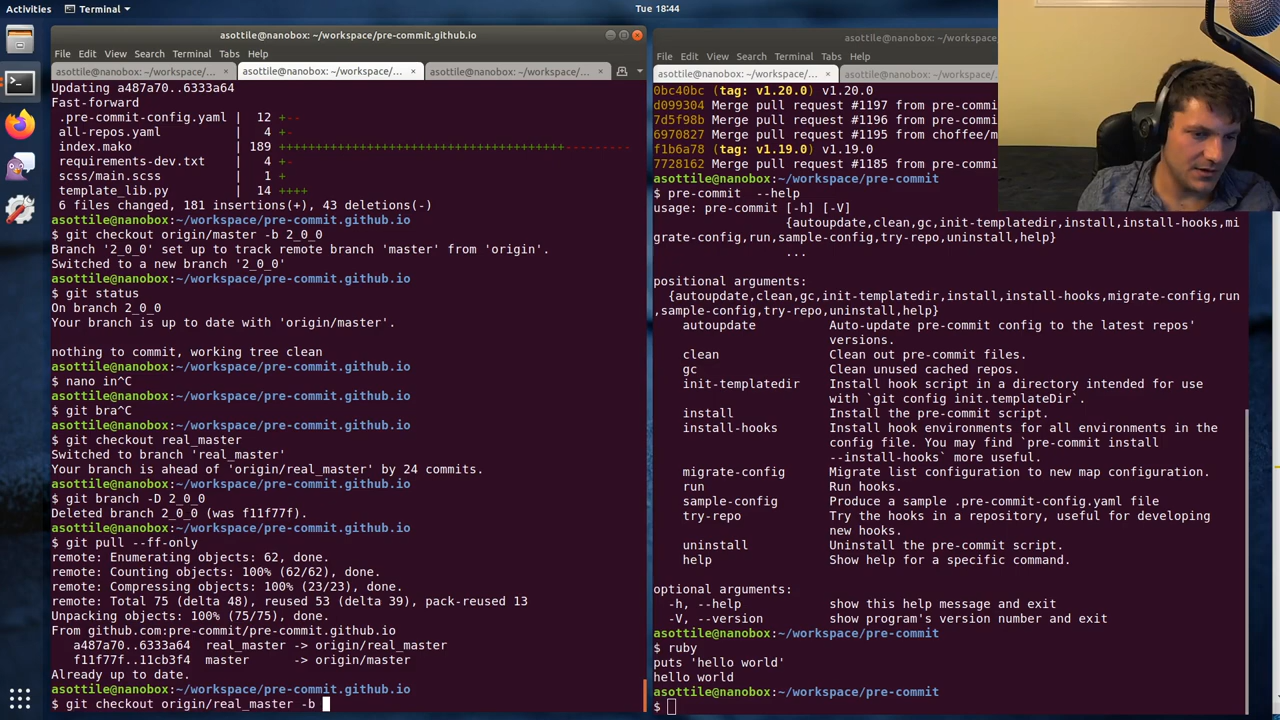 Activities
Terminal
Tue 18:44
asottile@nanobox: ~/workspace/pre-commit.github.io
File Edit View Search Terminal Tabs Help
asottile@nanobox: ~/workspace/...
asottile@nanobox: ~/workspace/...
asottile@nanobox: ~/workspace/...
Updating a487a70..6333a64
Fast-forward
.pre-commit-config.yaml | 12 +--
all-repos.yaml | 4 +-
index.mako | 189 +++++++++++++++++++++++++++++++++++++++---------
requirements-dev.txt | 4 +-
scss/main.scss | 1 +
template_lib.py | 14 ++++
6 files changed, 181 insertions(+), 43 deletions(-)
asottile@nanobox:~/workspace/pre-commit.github.io
$ git checkout origin/master -b 2_0_0
Branch '2_0_0' set up to track remote branch 'master' from 'origin'.
Switched to a new branch '2_0_0'
asottile@nanobox:~/workspace/pre-commit.github.io
$ git status
On branch 2_0_0
Your branch is up to date with 'origin/master'.
nothing to commit, working tree clean
asottile@nanobox:~/workspace/pre-commit.github.io
$ nano in^C
asottile@nanobox:~/workspace/pre-commit.github.io
$ git bra^C
asottile@nanobox:~/workspace/pre-commit.github.io
$ git checkout real_master
Switched to branch 'real_master'
Your branch is ahead of 'origin/real_master' by 24 commits.
asottile@nanobox:~/workspace/pre-commit.github.io
$ git branch -D 2_0_0
Deleted branch 2_0_0 (was f11f77f).
asottile@nanobox:~/workspace/pre-commit.github.io
$ git pull --ff-only
remote: Enumerating objects: 62, done.
remote: Counting objects: 100% (62/62), done.
remote: Compressing objects: 100% (23/23), done.
remote: Total 75 (delta 48), reused 53 (delta 39), pack-reused 13
Unpacking objects: 100% (75/75), done.
From github.com:pre-commit/pre-commit.github.io
a487a70..6333a64 real_master -> origin/real_master
f11f77f..11cb3f4 master -> origin/master
Already up to date.
asottile@nanobox:~/workspace/pre-commit.github.io
$ git checkout origin/real_master -b
asottile@nanobox: ~/workspace/pre-commit
File Edit View Search Terminal Tabs Help
asottile@nanobox: ~/workspace/...
asottile@nanobox: ~/workspace/...
0bc40bc (tag: v1.20.0) v1.20.0
d099304 Merge pull request #1197 from pre-commi
7d5f98b Merge pull request #1196 from pre-commi
6970827 Merge pull request #1195 from choffee/m
f1b6a78 (tag: v1.19.0) v1.19.0
7728162 Merge pull request #1185 from pre-commi
asottile@nanobox:~/workspace/pre-commit
$ pre-commit --help
usage: pre-commit [-h] [-V]
{autoupdate,clean,gc,init-templatedir,install,install-hooks,mi
grate-config,run,sample-config,try-repo,uninstall,help}
...
positional arguments:
{autoupdate,clean,gc,init-templatedir,install,install-hooks,migrate-config,run
,sample-config,try-repo,uninstall,help}
autoupdate Auto-update pre-commit config to the latest repos'
versions.
clean Clean out pre-commit files.
gc Clean unused cached repos.
init-templatedir Install hook script in a directory intended for use
with `git config init.templateDir`.
install Install the pre-commit script.
install-hooks Install hook environments for all environments in the
config file. You may find `pre-commit install
--install-hooks` more useful.
migrate-config Migrate list configuration to new map configuration.
run Run hooks.
sample-config Produce a sample .pre-commit-config.yaml file
try-repo Try the hooks in a repository, useful for developing
new hooks.
uninstall Uninstall the pre-commit script.
help Show help for a specific command.
optional arguments:
-h, --help show this help message and exit
-V, --version show program's version number and exit
asottile@nanobox:~/workspace/pre-commit
$ ruby
puts 'hello world'
hello world
asottile@nanobox:~/workspace/pre-commit
$